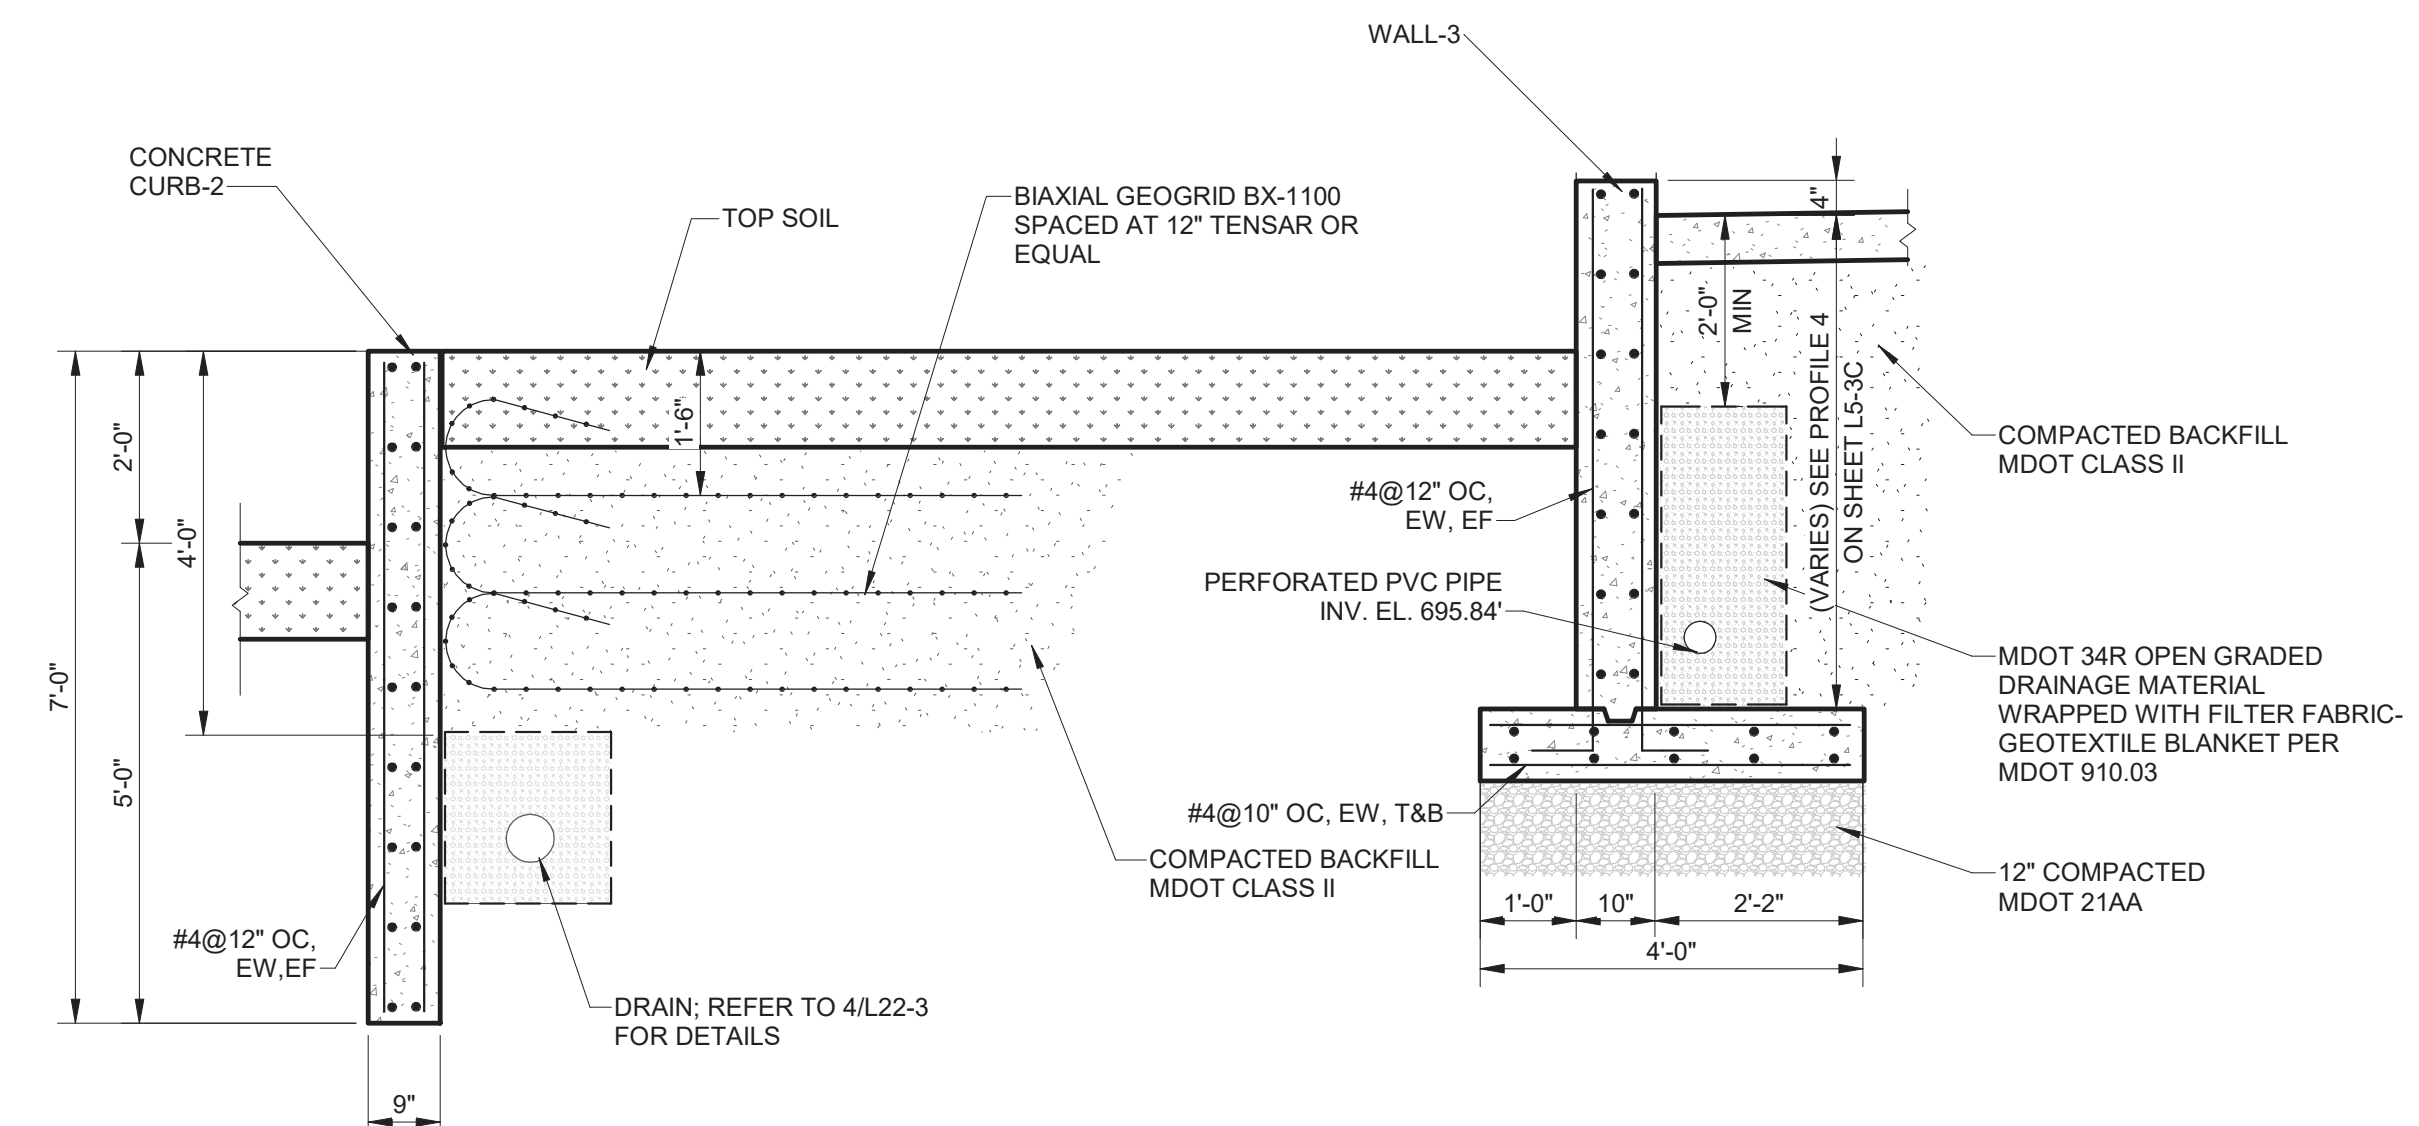 WALL-3
CONCRETE
CURB-2
TOP SOIL
BIAXIAL GEOGRID BX-1100
SPACED AT 12" TENSAR OR
EQUAL
4"
2'-0"
MIN
(VARIES) SEE PROFILE 4
ON SHEET L5-3C
COMPACTED BACKFILL
MDOT CLASS II
1'-6"
2'-0"
4'-0"
7'-0"
5'-0"
#4@12" OC,
EW, EF
PERFORATED PVC PIPE
INV. EL. 695.84'
MDOT 34R OPEN GRADED
DRAINAGE MATERIAL
WRAPPED WITH FILTER FABRIC-
GEOTEXTILE BLANKET PER
MDOT 910.03
#4@10" OC, EW, T&B
COMPACTED BACKFILL
MDOT CLASS II
12" COMPACTED
MDOT 21AA
1'-0"
10"
2'-2"
4'-0"
#4@12" OC,
EW,EF
DRAIN; REFER TO 4/L22-3
FOR DETAILS
9"